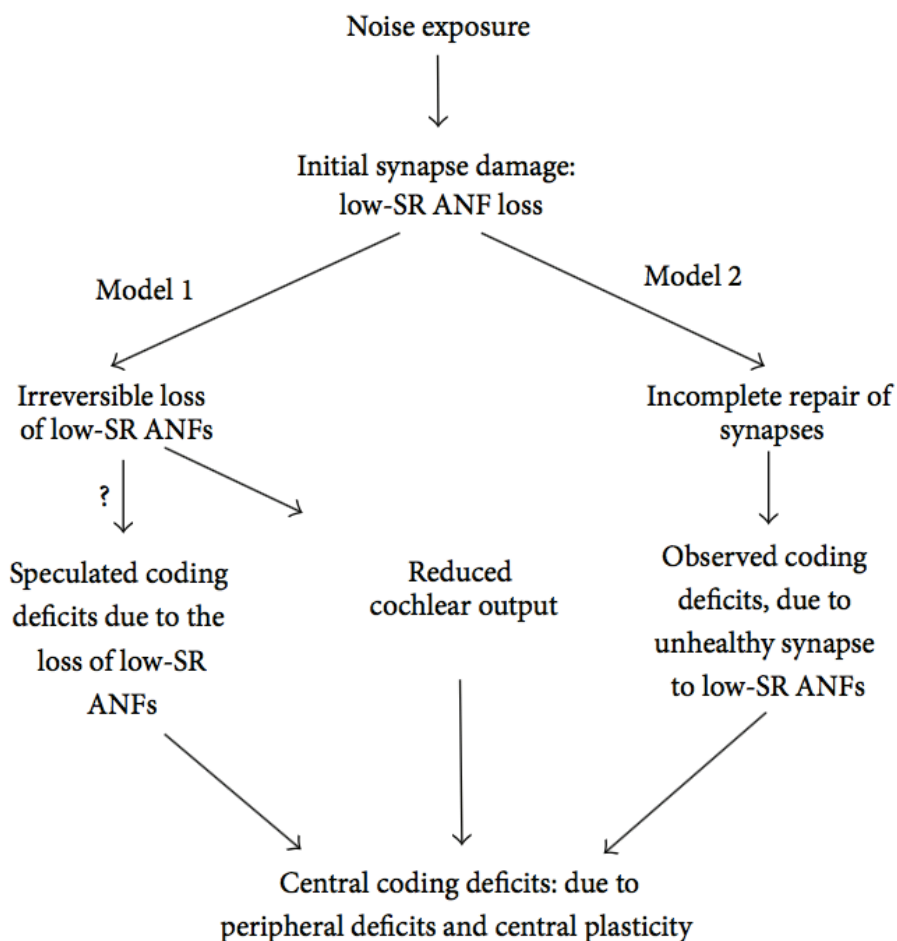 Noise exposure
Initial synapse damage:
low-SR ANF loss
Model 1
Model 2
Irreversible loss
of low-SR ANFs
Incomplete repair of
synapses
?
Speculated coding
deficits due to the
loss of low-SR
ANFs
Reduced
cochlear output
Observed coding
deficits, due to
unhealthy synapse
to low-SR ANFs
Central coding deficits: due to
peripheral deficits and central plasticity